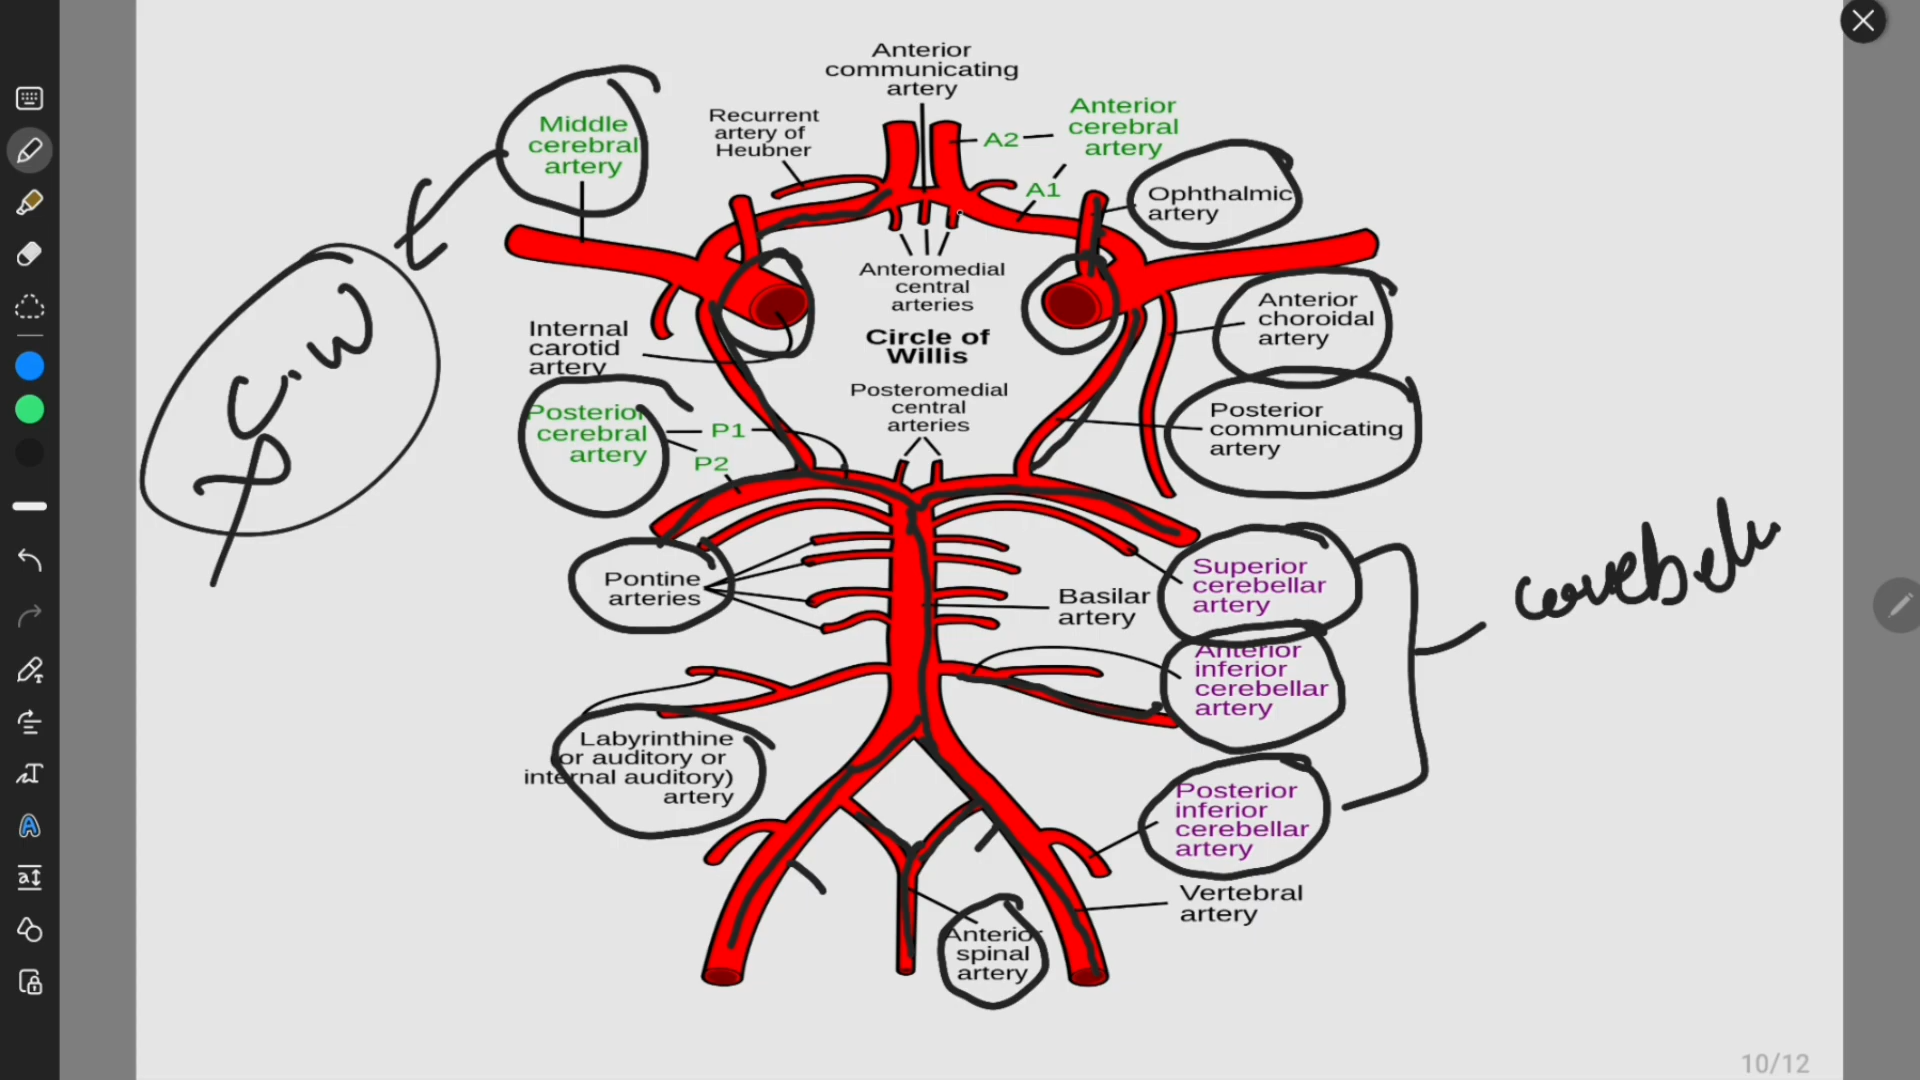 Anterior
communicating
artery
Middle
cerebral
artery
Recurrent
artery of
Heubner
A2
Anterior
cerebral
artery
A1
Ophthalmic
artery
Anteromedial
central
arteries
Circle of
Willis
Anterior
choroidal
artery
Internal
carotid
artery
Posteromedial
central
arteries
Posterior
cerebral
artery
P1
P2
Posterior
communicating
artery
C.W
Pontine
arteries
Basilar
artery
Superior
cerebellar
artery
Anterior
inferior
cerebellar
artery
Labyrinthine
or auditory or
internal auditory)
artery
Posterior
inferior
cerebellar
artery
Vertebral
artery
Anterior
spinal
artery
10/12